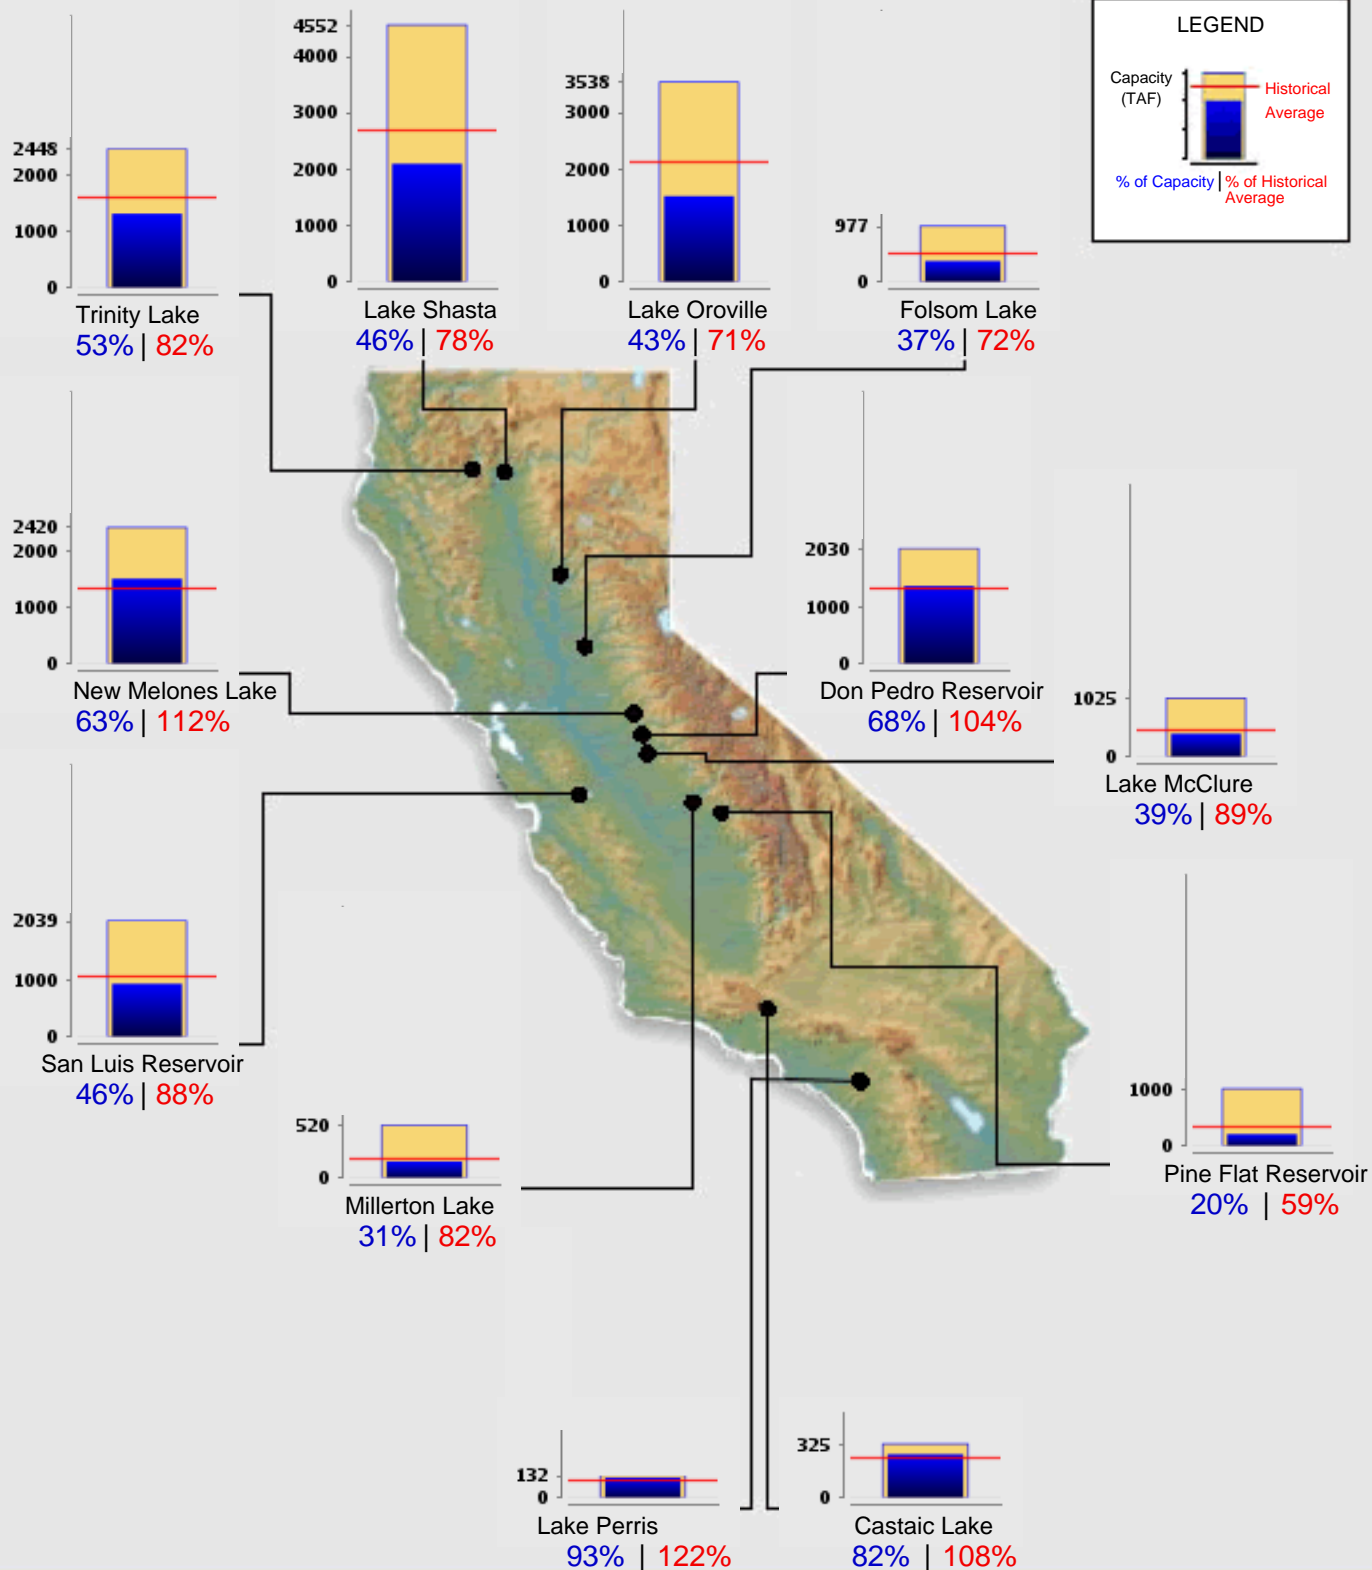 4552
4000
3000
2000
1000
0
Lake Shasta
46% | 78%
3538
3000
2000
1000
0
Lake Oroville
43% | 71%
LEGEND
Capacity
(TAF)
Historical
Average
% of Capacity | % of Historical
Average
2448
2000
1000
0
Trinity Lake
53% | 82%
977
0
Folsom Lake
37% | 72%
2420
2000
1000
0
New Melones Lake
63% | 112%
2030
1000
0
Don Pedro Reservoir
68% | 104%
1025
0
Lake McClure
39% | 89%
2039
1000
0
San Luis Reservoir
46% | 88%
520
0
Millerton Lake
31% | 82%
1000
0
Pine Flat Reservoir
20% | 59%
132
0
Lake Perris
93% | 122%
325
0
Castaic Lake
82% | 108%